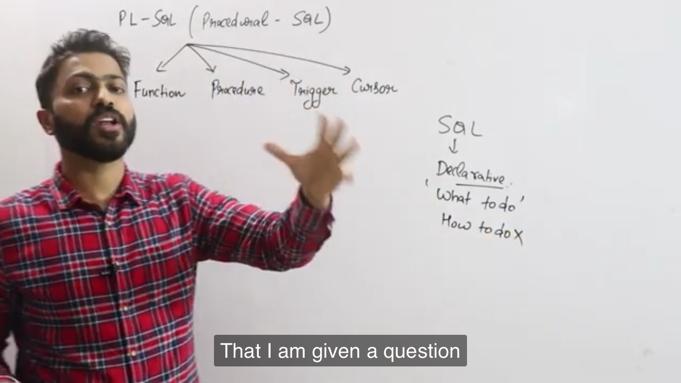 PL-SQL (Procedural - SQL)
Function Procedure Trigger Cursor
SQL
Declarative.
'What to do'
How to do X
That I am given a question